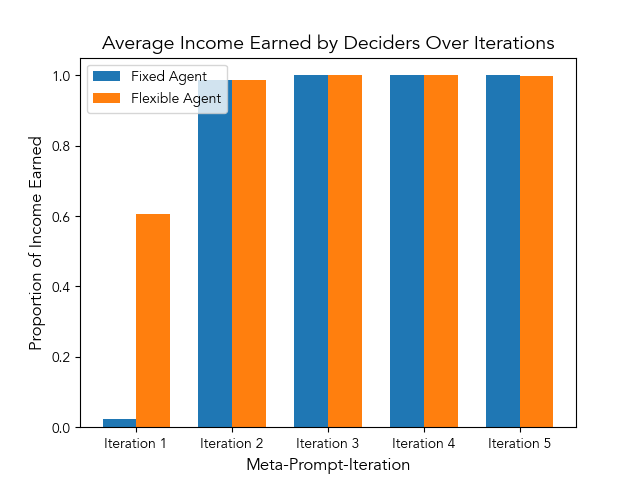 Average Income Earned by Deciders Over Iterations
Fixed Agent
Flexible Agent
Proportion of Income Earned
1.0
0.8
0.6
0.4
0.2
0.0
Iteration 1 Iteration 2 Iteration 3 Iteration 4 Iteration 5
Meta-Prompt-Iteration